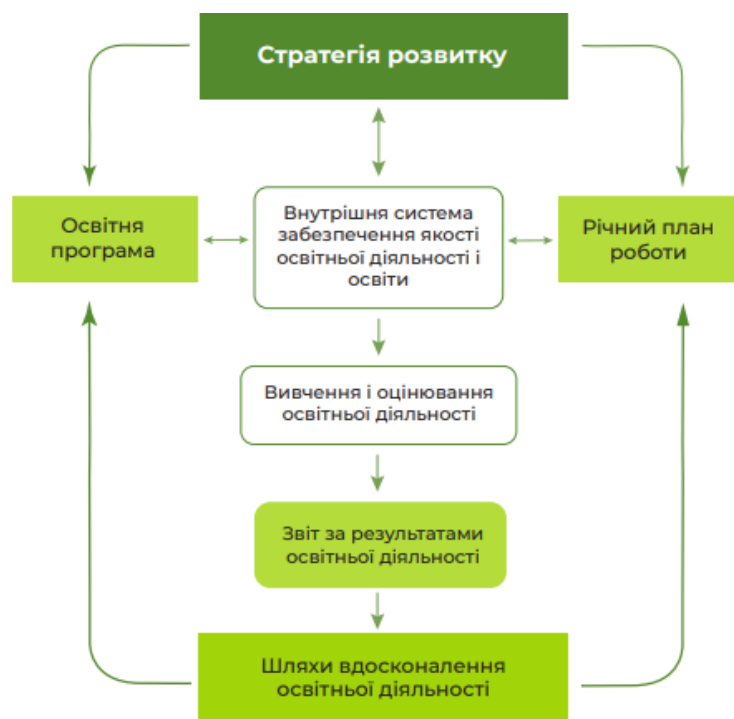 Стратегія розвитку
Освітня
програма
Внутрішня система
забезпечення якості
освітньої діяльності і
освіти
Річний план
роботи
Вивчення і оцінювання
освітньої діяльності
Звіт за результатами
освітньої діяльності
Шляхи вдосконалення
освітньої діяльності